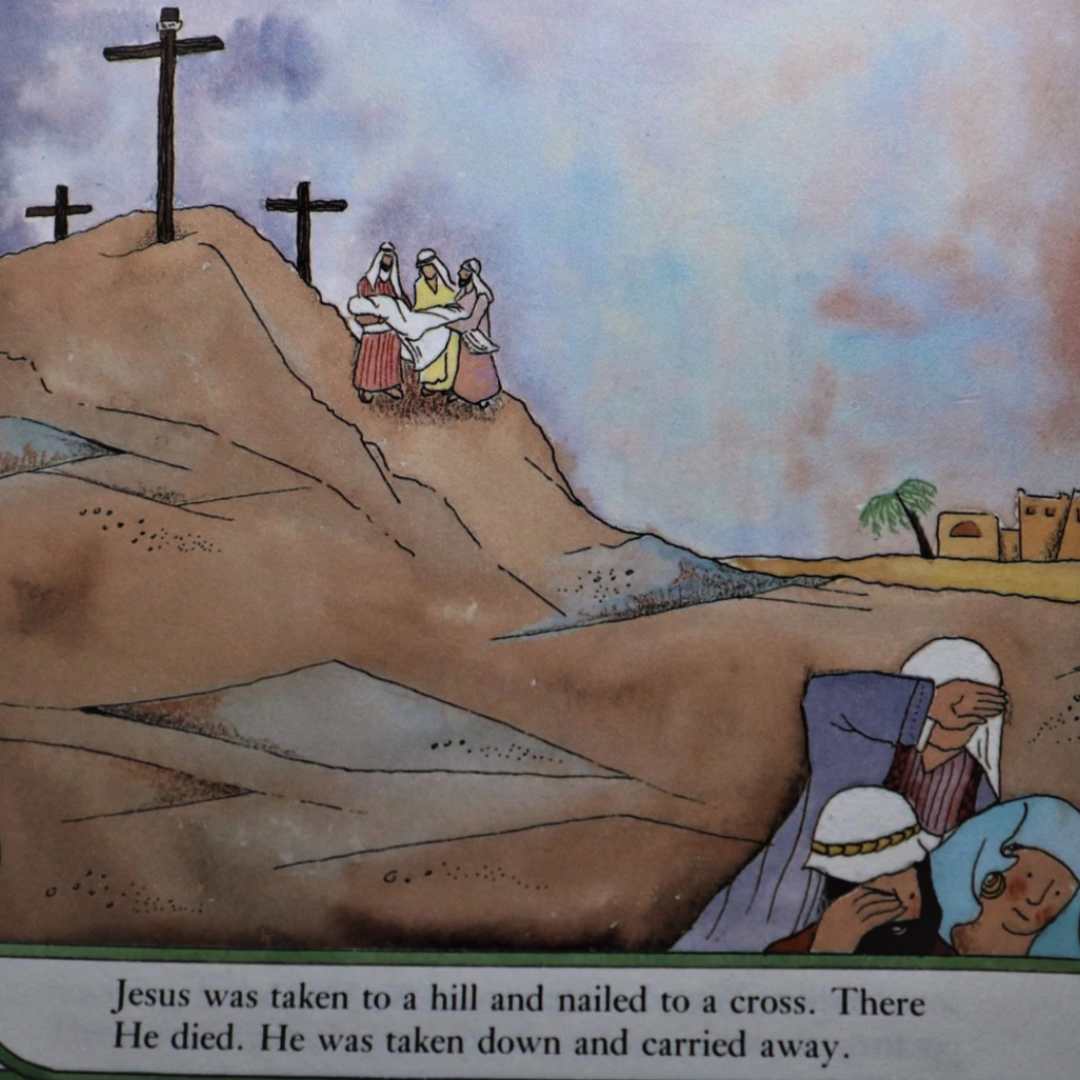 Jesus was taken to a hill and nailed to a cross. There
He died. He was taken down and carried away.